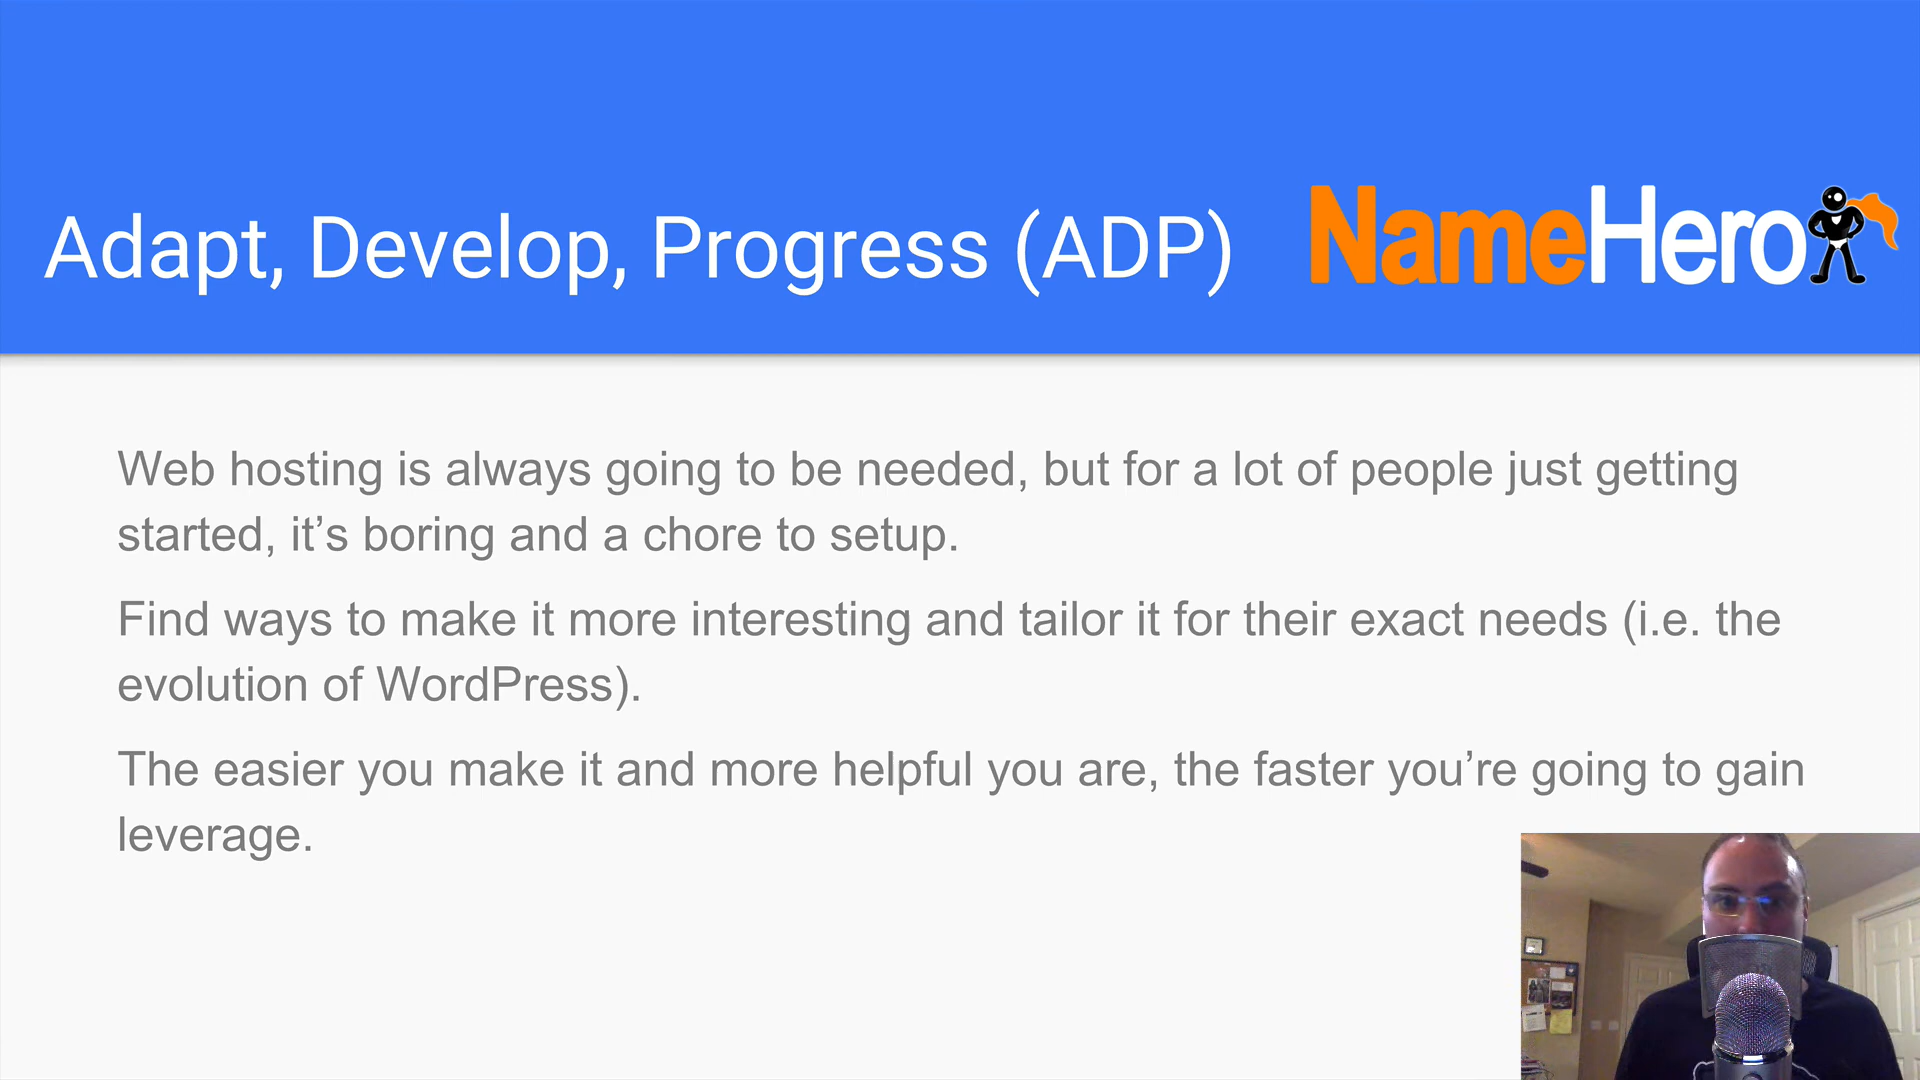 Adapt, Develop, Progress (ADP)
NameHero
Web hosting is always going to be needed, but for a lot of people just getting
started, it’s boring and a chore to setup.
Find ways to make it more interesting and tailor it for their exact needs (i.e. the
evolution of WordPress).
The easier you make it and more helpful you are, the faster you’re going to gain
leverage.